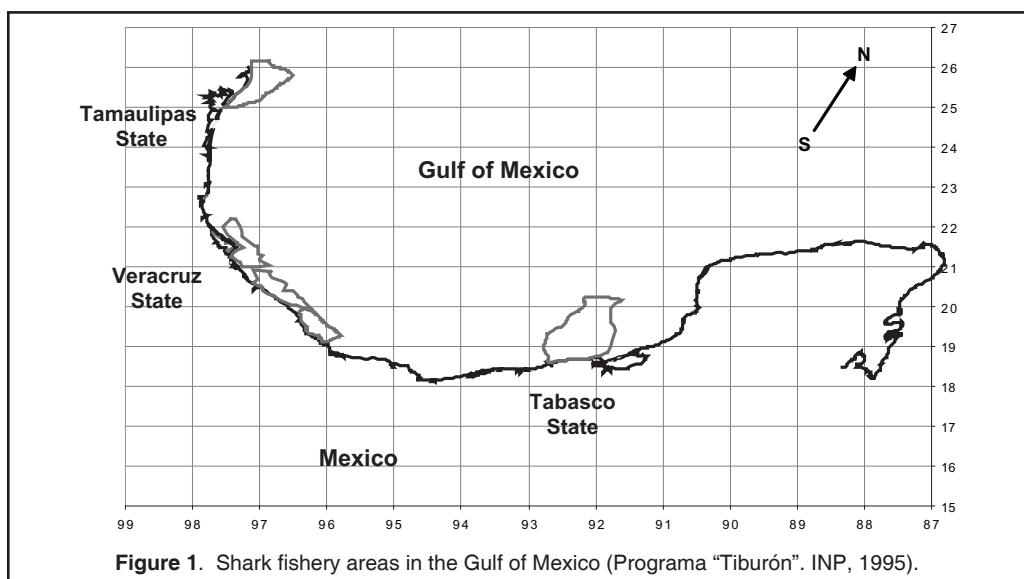 27
26
25
24
23
22
21
20
19
18
17
16
15
N
S
Tamaulipas
State
Gulf of Mexico
Veracruz
State
Tabasco
State
Mexico
99 98 97 96 95 94 93 92 91 90 89 88 87
Figure 1. Shark fishery areas in the Gulf of Mexico (Programa “Tiburón”. INP, 1995).